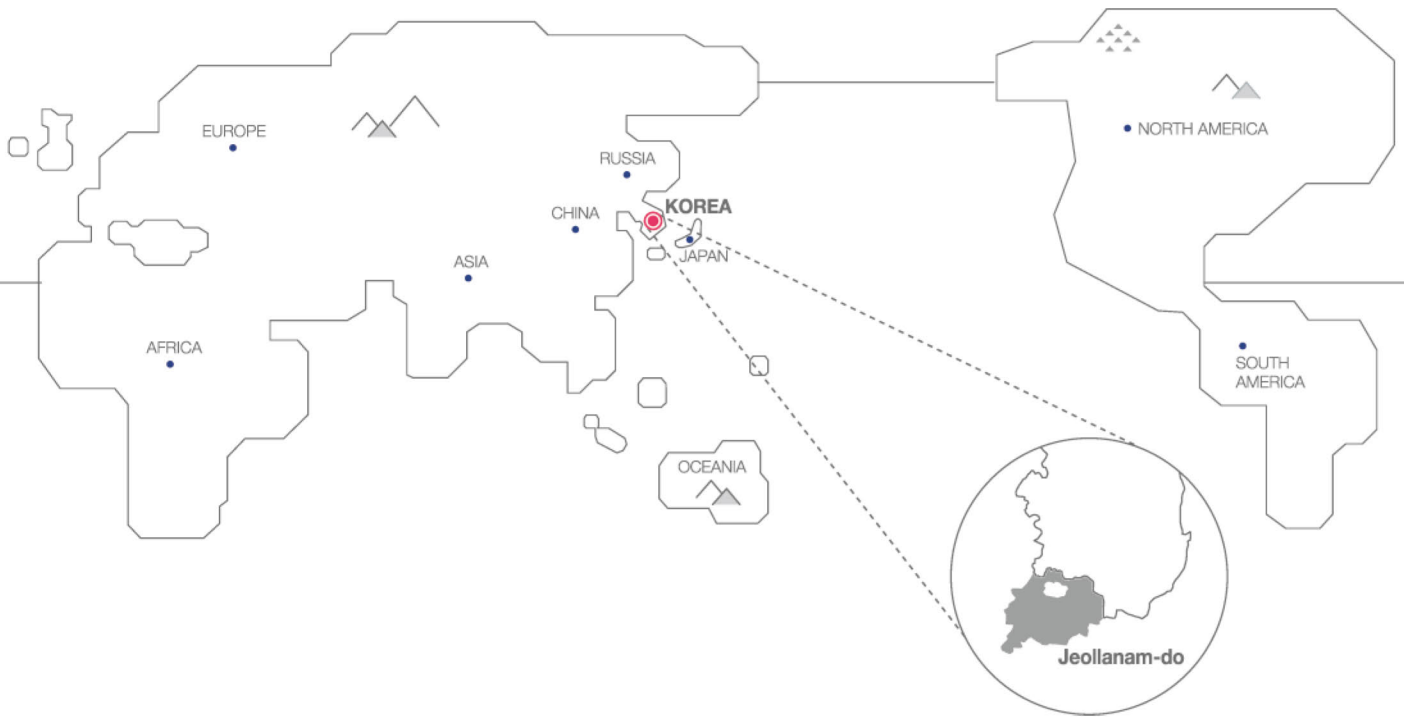 EUROPE
RUSSIA
NORTH AMERICA
KOREA
CHINA
JAPAN
ASIA
AFRICA
SOUTH
AMERICA
OCEANIA
Jeollanam-do